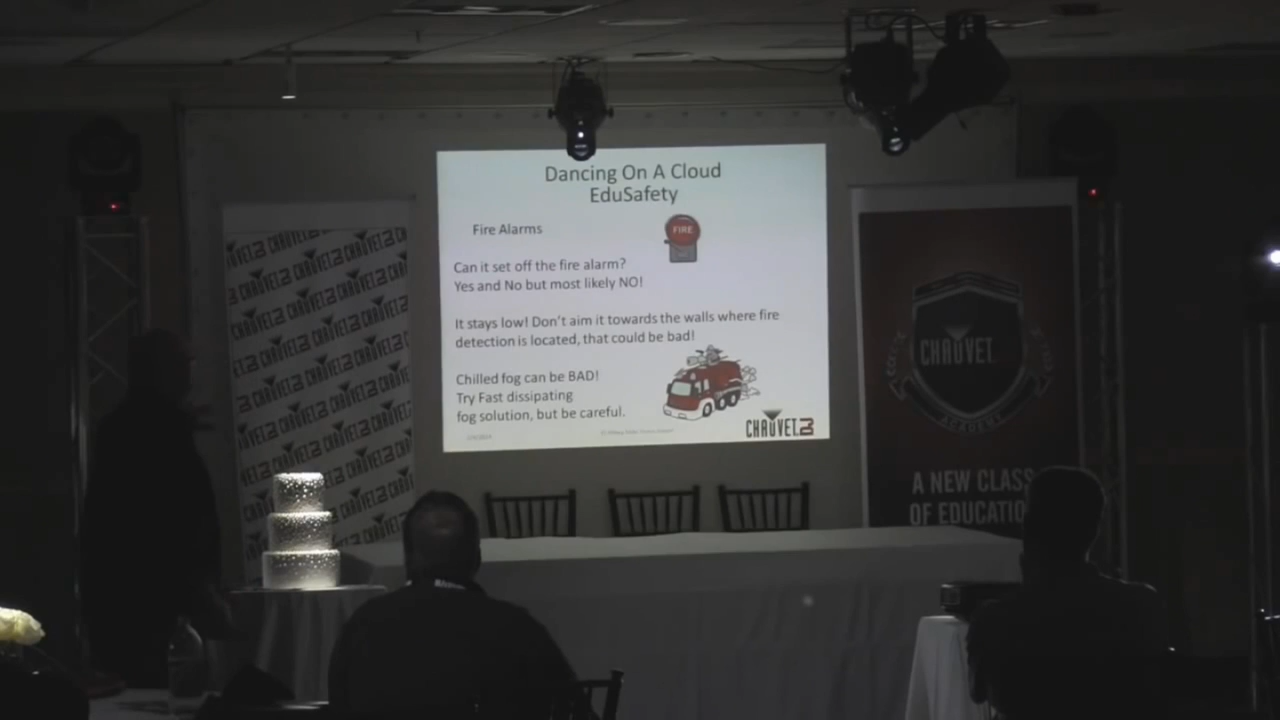 Dancing On A Cloud
EduSafety
Fire Alarms
FIRE
Can it set off the fire alarm?
Yes and No but most likely NO!
It stays low! Don't aim it towards the walls where fire
detection is located, that could be bad!
Chilled fog can be BAD!
Try Fast dissipating
fog solution, but be careful.
CHAUVET DJ
CHAUVET
ACADEMY
A NEW CLASS
OF EDUCATIO